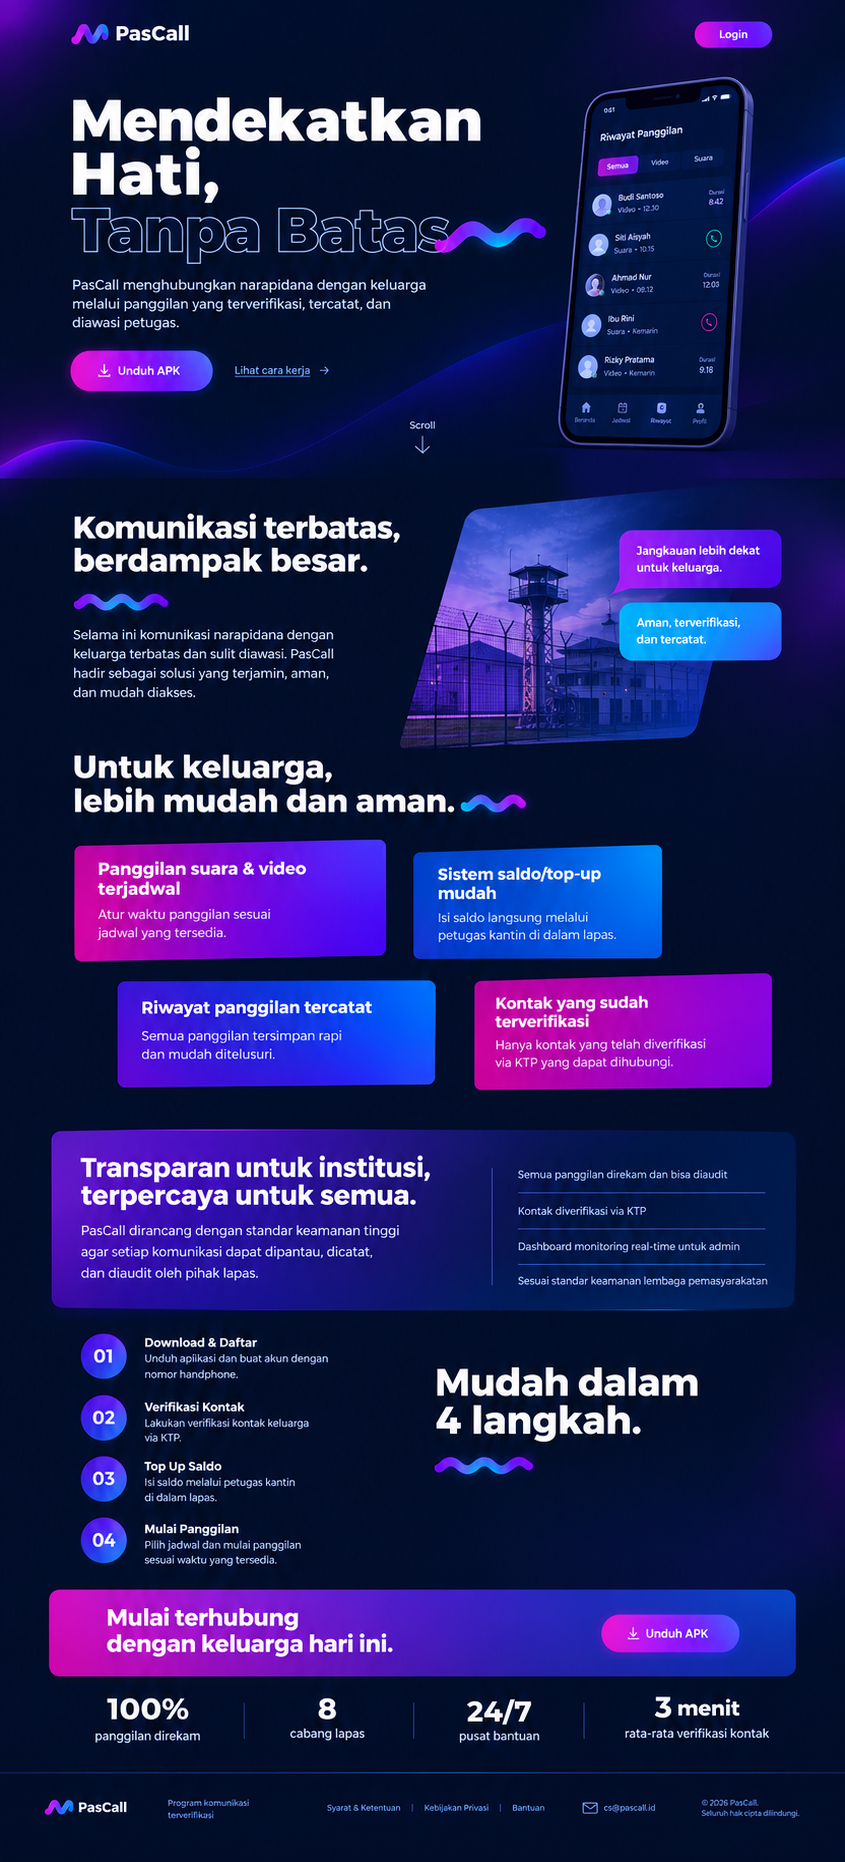 PasCall
Login
Mendekatkan
Hati,
Tanpa Batas
PasCall menghubungkan narapidana dengan keluarga
melalui panggilan yang terverifikasi, tercatat, dan
diawasi petugas.
Unduh APK
Lihat cara kerja
Scroll
Riwayat Panggilan
Semua
Video
Suara
Budi Santoso
Video • 12.30
Durasi
8.42
Siti Aisyah
Suara • 10.15
Ahmad Nur
Video • 09.12
Durasi
12.03
Ibu Rini
Suara • Kemarin
Rizky Pratama
Video • Kemarin
Durasi
9.18
Beranda
Jadwal
Riwayat
Profil
Komunikasi terbatas,
berdampak besar.
Selama ini komunikasi narapidana dengan
keluarga terbatas dan sulit diawasi. PasCall
hadir sebagai solusi yang terjamin, aman,
dan mudah diakses.
Jangkauan lebih dekat
untuk keluarga.
Aman, terverifikasi,
dan tercatat.
Untuk keluarga,
lebih mudah dan aman.
Panggilan suara & video
terjadwal
Atur waktu panggilan sesuai
jadwal yang tersedia.
Sistem saldo/top-up
mudah
Isi saldo langsung melalui
petugas kantin di dalam lapas.
Riwayat panggilan tercatat
Semua panggilan tersimpan rapi
dan mudah ditelusuri.
Kontak yang sudah
terverifikasi
Hanya kontak yang telah diverifikasi
via KTP yang dapat dihubungi.
Transparan untuk institusi,
terpercaya untuk semua.
PasCall dirancang dengan standar keamanan tinggi
agar setiap komunikasi dapat dipantau, dicatat,
dan diaudit oleh pihak lapas.
Semua panggilan direkam dan bisa diaudit
Kontak diverifikasi via KTP
Dashboard monitoring real-time untuk admin
Sesuai standar keamanan lembaga pemasyarakatan
01
Download & Daftar
Unduh aplikasi dan buat akun dengan
nomor handphone.
02
Verifikasi Kontak
Lakukan verifikasi kontak keluarga
via KTP.
03
Top Up Saldo
Isi saldo melalui petugas kantin
di dalam lapas.
04
Mulai Panggilan
Pilih jadwal dan mulai panggilan
sesuai waktu yang tersedia.
Mudah dalam
4 langkah.
Mulai terhubung
dengan keluarga hari ini.
Unduh APK
100%
panggilan direkam
8
cabang lapas
24/7
pusat bantuan
3 menit
rata-rata verifikasi kontak
PasCall
Program komunikasi
terverifikasi
Syarat & Ketentuan | Kebijakan Privasi | Bantuan
cs@pascall.id
© 2026 PasCall.
Seluruh hak cipta dilindungi.